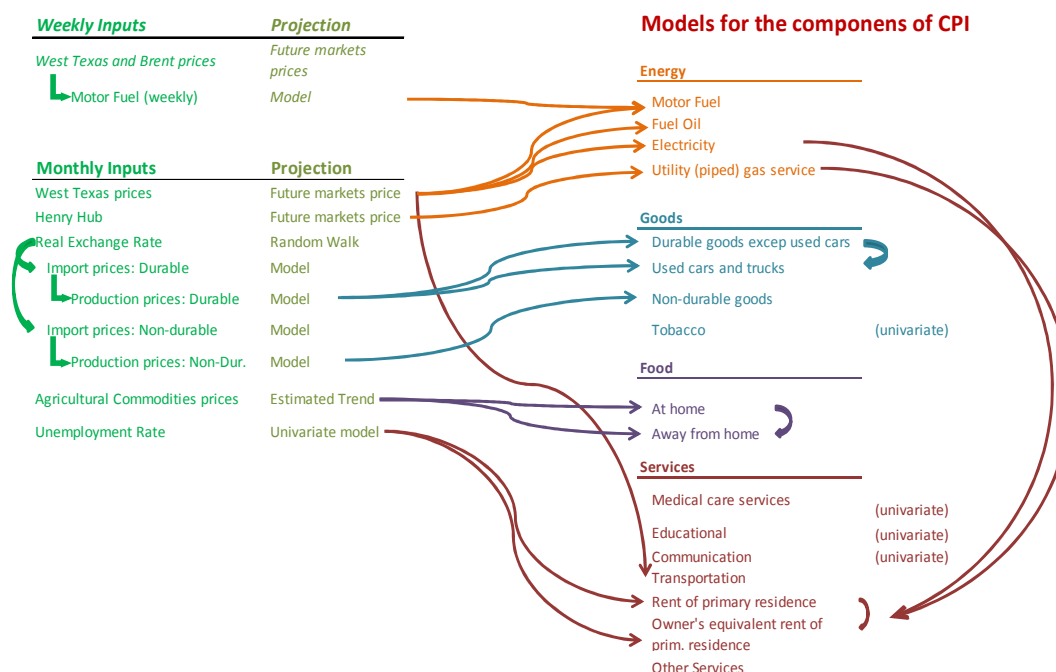 Weekly Inputs
Projection
West Texas and Brent prices
Future markets
prices
Motor Fuel (weekly)
Model
Monthly Inputs
Projection
West Texas prices
Future markets price
Henry Hub
Future markets price
Real Exchange Rate
Random Walk
Import prices: Durable
Model
Production prices: Durable
Model
Import prices: Non-durable
Model
Production prices: Non-Dur.
Model
Agricultural Commodities prices
Estimated Trend
Unemployment Rate
Univariate model
Models for the componens of CPI
Energy
Motor Fuel
Fuel Oil
Electricity
Utility (piped) gas service
Goods
Durable goods excep used cars
Used cars and trucks
Non-durable goods
Tobacco
(univariate)
Food
At home
Away from home
Services
Medical care services
(univariate)
Educational
(univariate)
Communication
(univariate)
Transportation
Rent of primary residence
Owner's equivalent rent of
prim. residence
Other Services